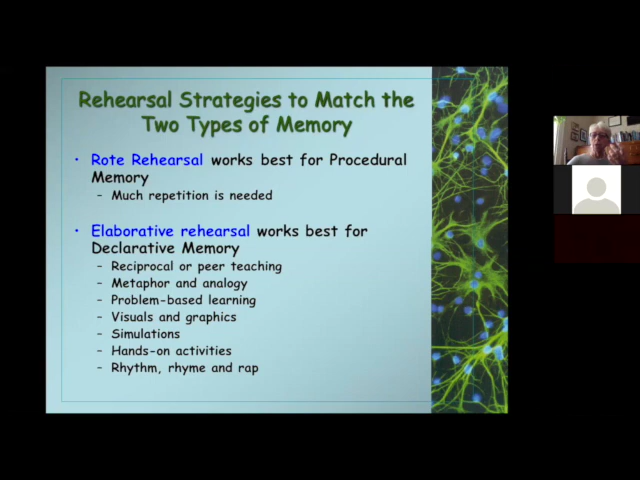 Rehearsal Strategies to Match the
Two Types of Memory
• Rote Rehearsal works best for Procedural
Memory
– Much repetition is needed
• Elaborative rehearsal works best for
Declarative Memory
– Reciprocal or peer teaching
– Metaphor and analogy
– Problem-based learning
– Visuals and graphics
– Simulations
– Hands-on activities
– Rhythm, rhyme and rap